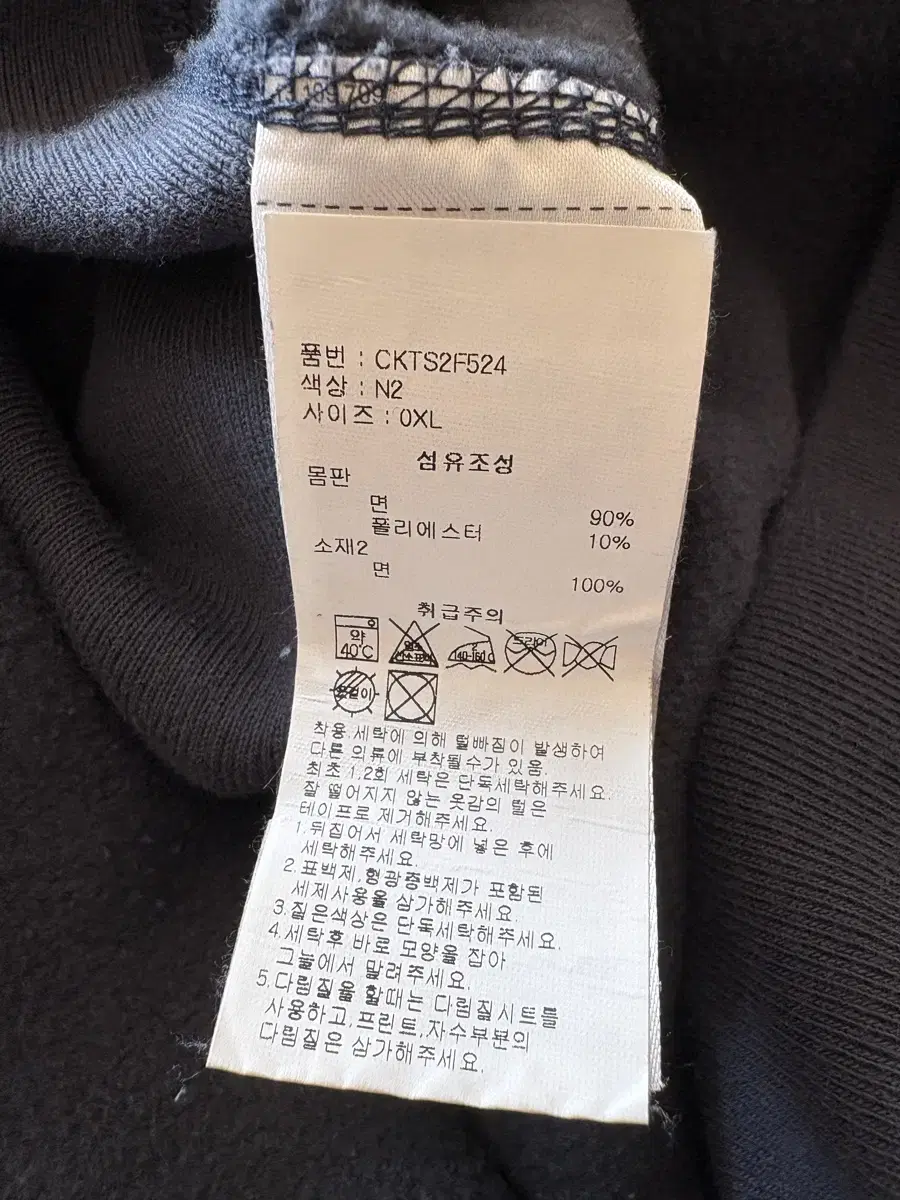 품번 : CKTS2F524
색상 : N2
사이즈 : 0XL
섬유조성
몸판
면 90%
폴리에스터 10%
소재2
면 100%
취급주의
약 40℃
140-160℃
드라이
옷걸이
착용.세탁에 의해 털빠짐이 발생하여
다른 의류에 부착될수가 있음.
최초 1,2회 세탁은 단독세탁해주세요.
잘 떨어지지 않는 옷감의 털은
테이프로 제거해주세요.
1.뒤집어서 세탁망에 넣은 후에
세탁해주세요.
2.표백제,형광증백제가 포함된
세제사용을 삼가해주세요.
3.짙은색상은 단독세탁해주세요.
4.세탁후 바로 모양을 잡아
그늘에서 말려주세요.
5.다림질을 할때는 다림질시트를
사용하고,프린트,자수부분의
다림질은 삼가해주세요.